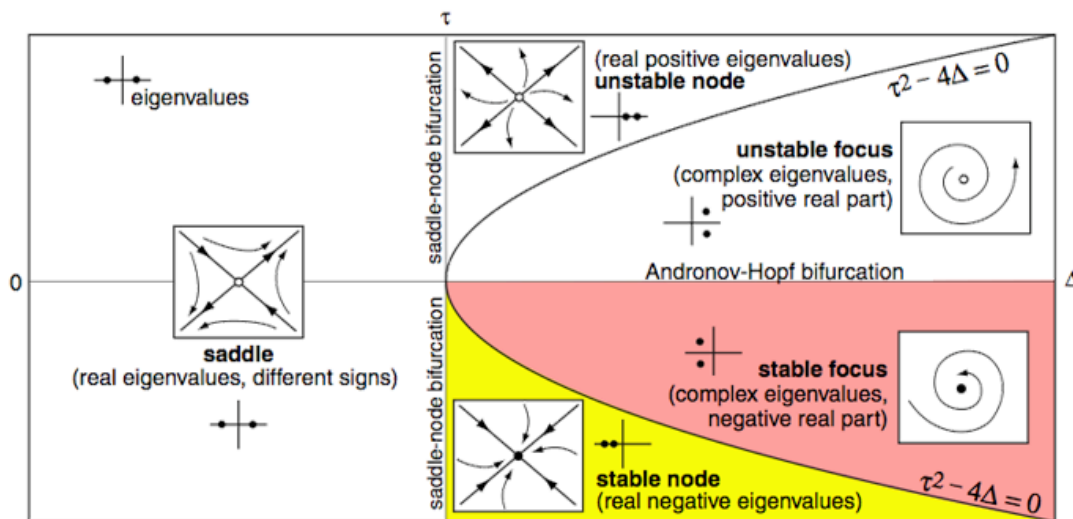 τ
eigenvalues
saddle-node bifurcation
(real positive eigenvalues)
unstable node
τ² − 4Δ = 0
unstable focus
(complex eigenvalues,
positive real part)
Andronov-Hopf bifurcation
0
Δ
saddle
(real eigenvalues, different signs)
saddle-node bifurcation
stable focus
(complex eigenvalues,
negative real part)
stable node
(real negative eigenvalues)
τ² − 4Δ = 0